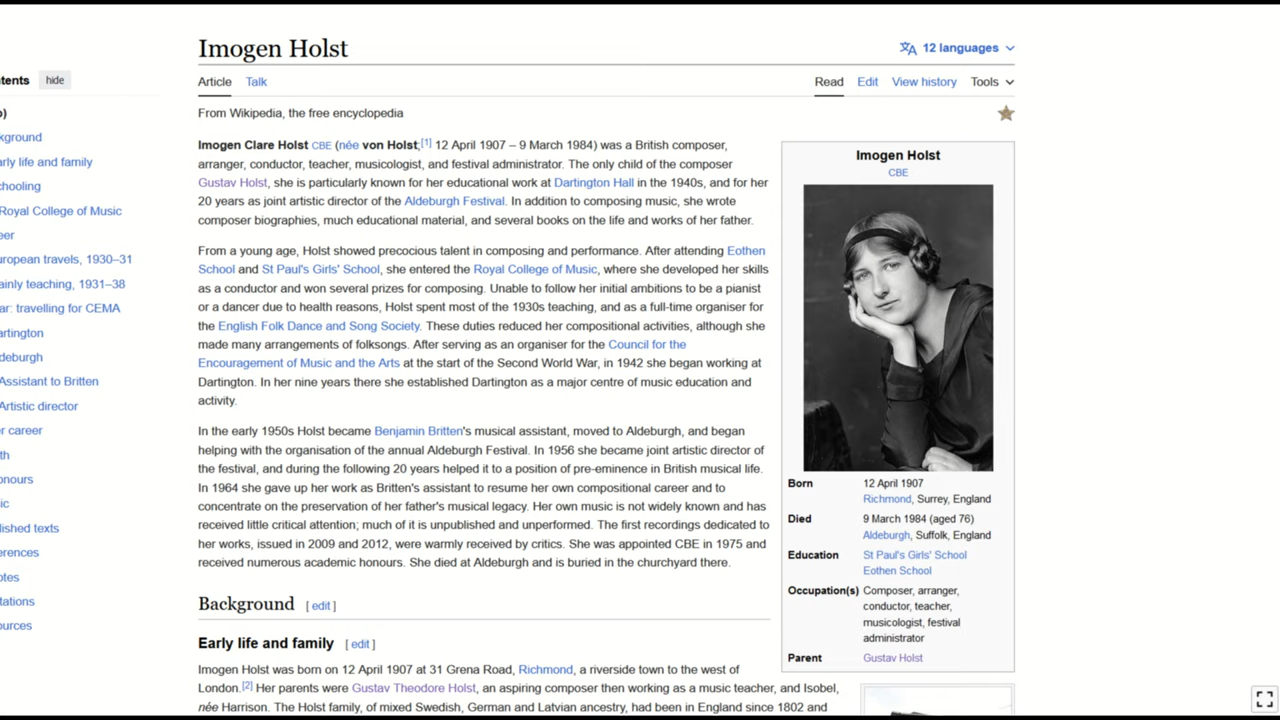 Imogen Holst
12 languages
tents hide
Article Talk
Read Edit View history Tools
From Wikipedia, the free encyclopedia
o)
kground
arly life and family
chooling
Royal College of Music
eer
uropean travels, 1930–31
ainly teaching, 1931–38
ar: travelling for CEMA
artington
deburgh
Assistant to Britten
Artistic director
r career
th
onours
ic
lished texts
erences
otes
tations
ources
Imogen Clare Holst CBE (née von Holst;[1] 12 April 1907 – 9 March 1984) was a British composer,
arranger, conductor, teacher, musicologist, and festival administrator. The only child of the composer
Gustav Holst, she is particularly known for her educational work at Dartington Hall in the 1940s, and for her
20 years as joint artistic director of the Aldeburgh Festival. In addition to composing music, she wrote
composer biographies, much educational material, and several books on the life and works of her father.
From a young age, Holst showed precocious talent in composing and performance. After attending Eothen
School and St Paul's Girls' School, she entered the Royal College of Music, where she developed her skills
as a conductor and won several prizes for composing. Unable to follow her initial ambitions to be a pianist
or a dancer due to health reasons, Holst spent most of the 1930s teaching, and as a full-time organiser for
the English Folk Dance and Song Society. These duties reduced her compositional activities, although she
made many arrangements of folksongs. After serving as an organiser for the Council for the
Encouragement of Music and the Arts at the start of the Second World War, in 1942 she began working at
Dartington. In her nine years there she established Dartington as a major centre of music education and
activity.
In the early 1950s Holst became Benjamin Britten's musical assistant, moved to Aldeburgh, and began
helping with the organisation of the annual Aldeburgh Festival. In 1956 she became joint artistic director of
the festival, and during the following 20 years helped it to a position of pre-eminence in British musical life.
In 1964 she gave up her work as Britten's assistant to resume her own compositional career and to
concentrate on the preservation of her father's musical legacy. Her own music is not widely known and has
received little critical attention; much of it is unpublished and unperformed. The first recordings dedicated to
her works, issued in 2009 and 2012, were warmly received by critics. She was appointed CBE in 1975 and
received numerous academic honours. She died at Aldeburgh and is buried in the churchyard there.
Background [ edit ]
Early life and family [ edit ]
Imogen Holst was born on 12 April 1907 at 31 Grena Road, Richmond, a riverside town to the west of
London.[2] Her parents were Gustav Theodore Holst, an aspiring composer then working as a music teacher, and Isobel,
née Harrison. The Holst family, of mixed Swedish, German and Latvian ancestry, had been in England since 1802 and
Imogen Holst
CBE
Born 12 April 1907
Richmond, Surrey, England
Died 9 March 1984 (aged 76)
Aldeburgh, Suffolk, England
Education St Paul's Girls' School
Eothen School
Occupation(s) Composer, arranger,
conductor, teacher,
musicologist, festival
administrator
Parent Gustav Holst